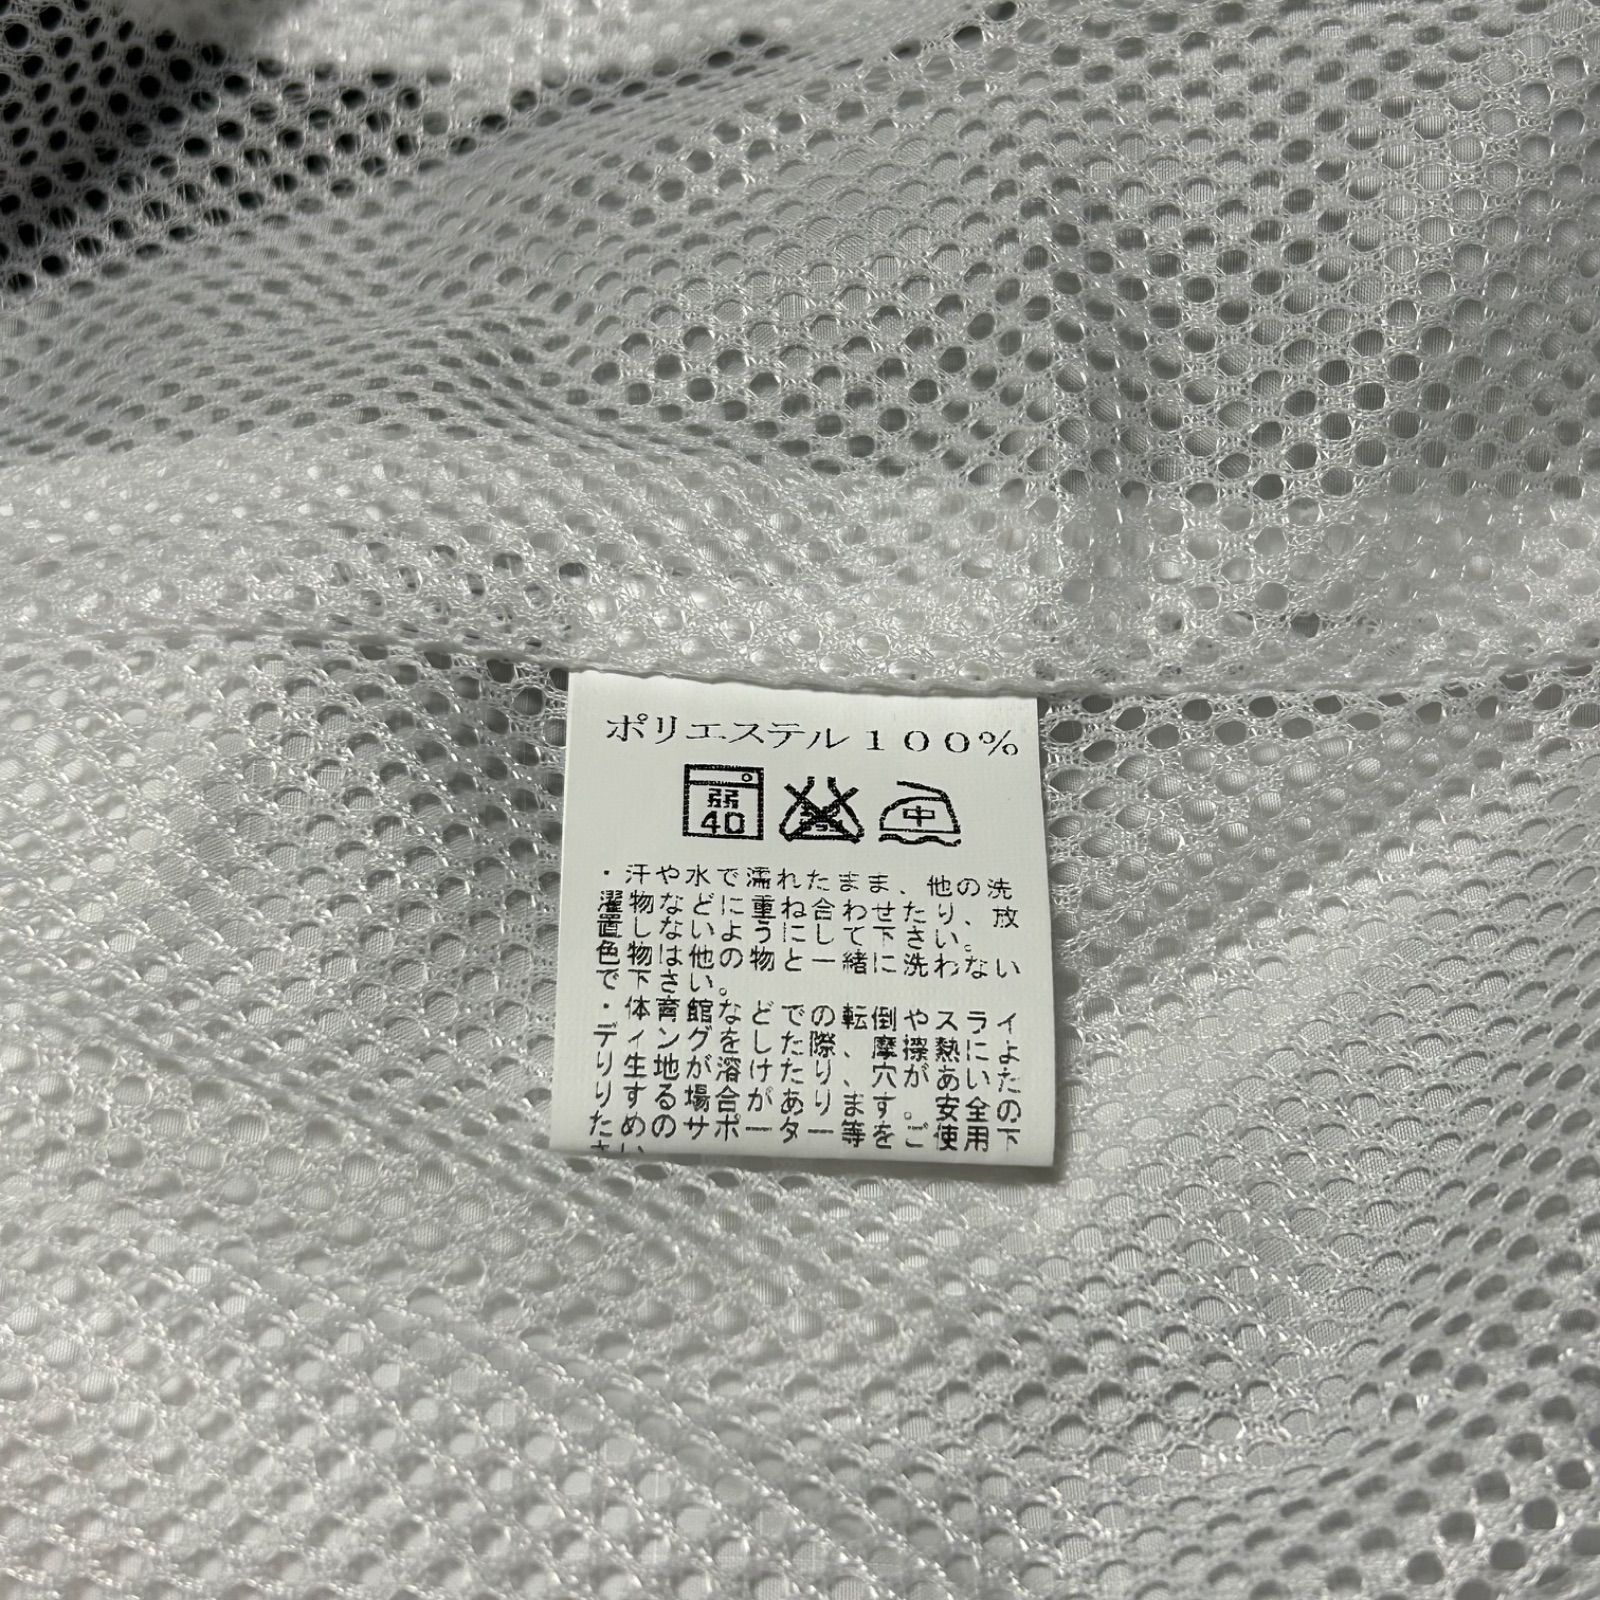 ポリエステル１００％
弱
40
中
・汗や水で濡れたまま、他の洗
濯物などに重ね合わせたり、放
置しないようにして下さい。
色物は他の物と一緒に洗わない
で下さい。
・体育館などでの転倒やスライ
ディングをした際、摩擦熱によ
り生地が溶けたり、穴があいた
りする場合があります。安全の
ためのサポーター等をご使用下
さい